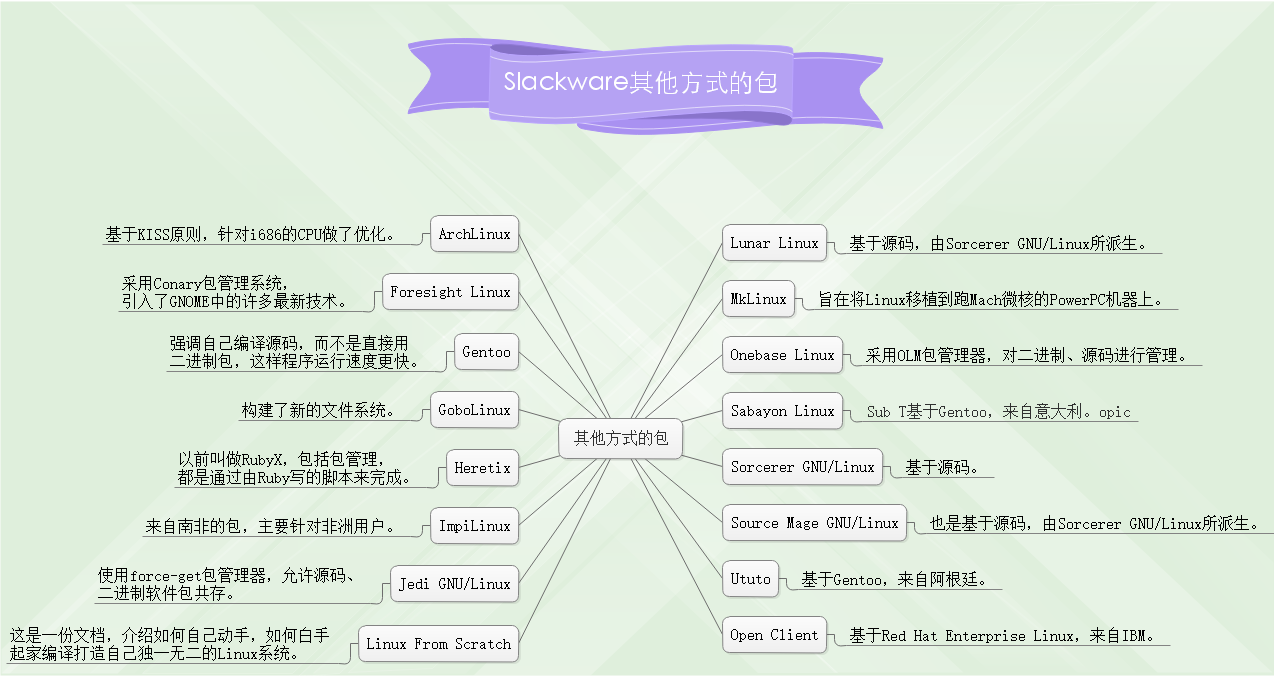 Slackware其他方式的包
基于KISS原则，针对i686的CPU做了优化。
ArchLinux
采用Conary包管理系统，
引入了GNOME中的许多最新技术。
Foresight Linux
强调自己编译源码，而不是直接用
二进制包，这样程序运行速度更快。
Gentoo
构建了新的文件系统。
GoboLinux
以前叫做RubyX，包括包管理，
都是通过由Ruby写的脚本来完成。
Heretix
来自南非的包，主要针对非洲用户。
ImpiLinux
使用force-get包管理器，允许源码、
二进制软件包共存。
Jedi GNU/Linux
这是一份文档，介绍如何自己动手，如何白手
起家编译打造自己独一无二的Linux系统。
Linux From Scratch
其他方式的包
Lunar Linux
基于源码，由Sorcerer GNU/Linux所派生。
MkLinux
旨在将Linux移植到跑Mach微核的PowerPC机器上。
Onebase Linux
采用OLM包管理器，对二进制、源码进行管理。
Sabayon Linux
Sub T基于Gentoo，来自意大利。opic
Sorcerer GNU/Linux
基于源码。
Source Mage GNU/Linux
也是基于源码，由Sorcerer GNU/Linux所派生。
Ututo
基于Gentoo，来自阿根廷。
Open Client
基于Red Hat Enterprise Linux，来自IBM。